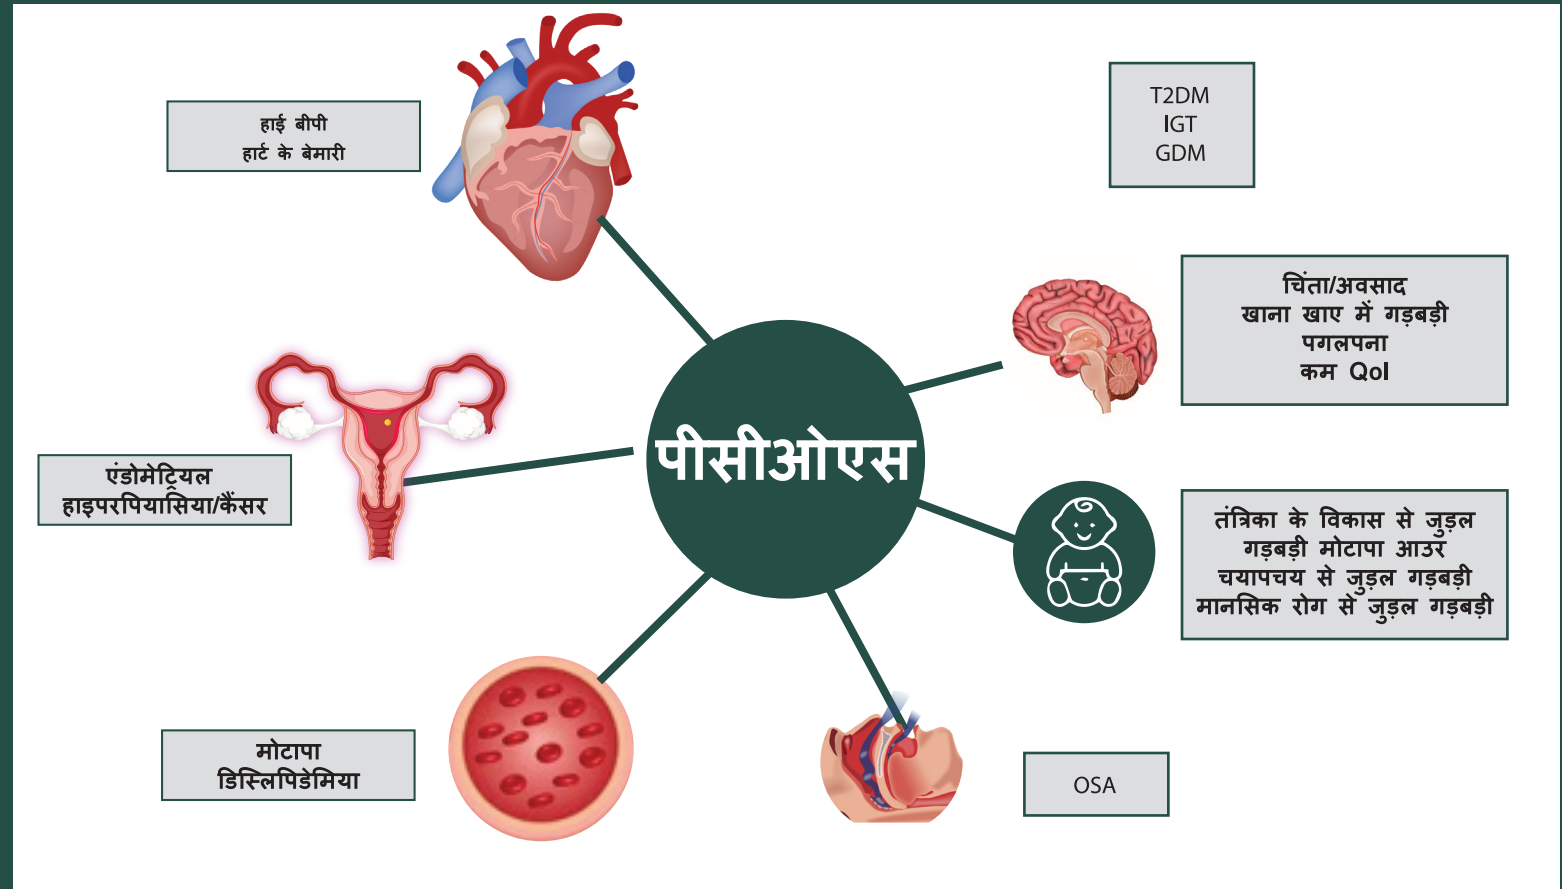 हाई बीपी
हार्ट के बेमारी
T2DM
IGT
GDM
चिंता/अवसाद
खाना खाए में गड़बड़ी
पगलपना
कम Qol
पीसीओएस
एंडोमेट्रियल
हाइपरपियासिया/कैंसर
तंत्रिका के विकास से जुड़ल
गड़बड़ी मोटापा आउर
चयापचय से जुड़ल गड़बड़ी
मानसिक रोग से जुड़ल गड़बड़ी
मोटापा
डिस्लिपिडेमिया
OSA